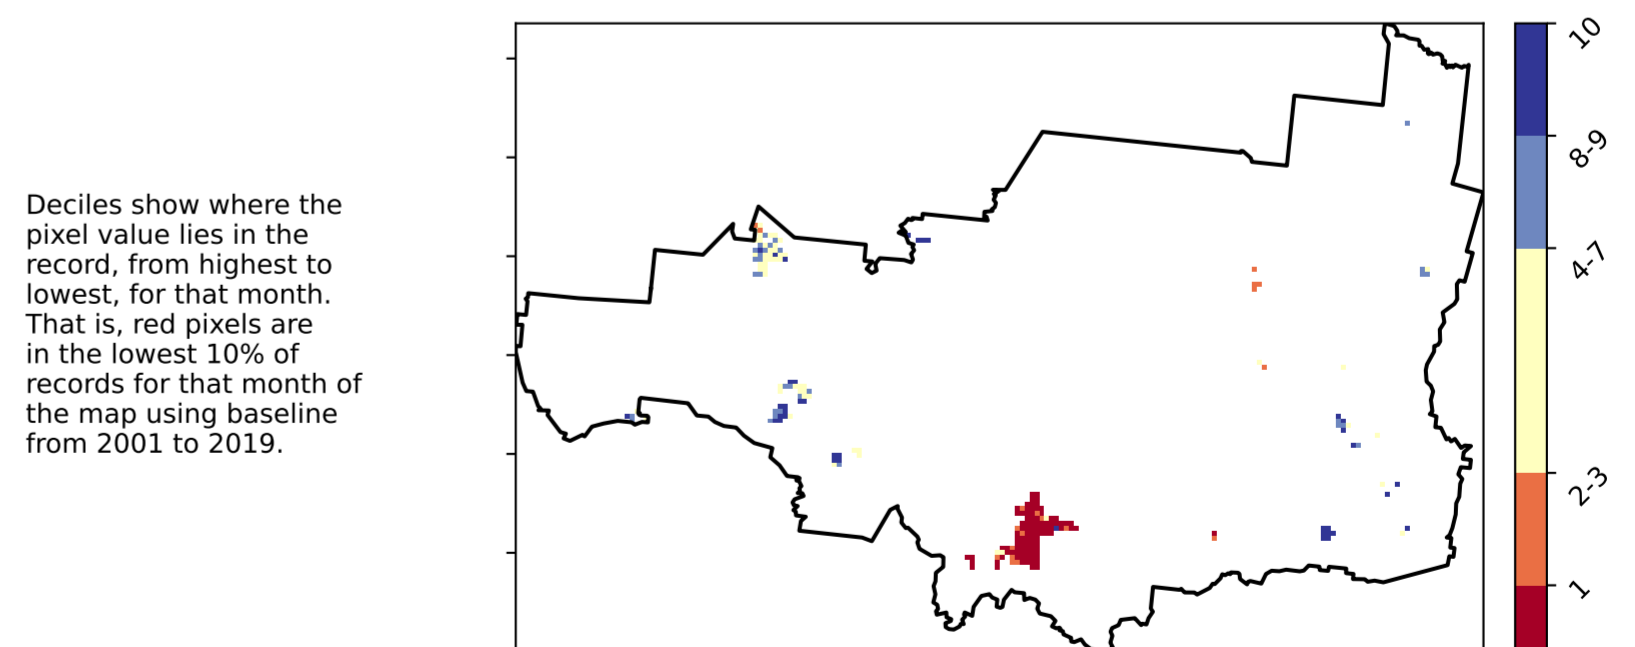 Deciles show where the
pixel value lies in the
record, from highest to
lowest, for that month.
That is, red pixels are
in the lowest 10% of
records for that month of
the map using baseline
from 2001 to 2019.
10
8-9
4-7
2-3
1